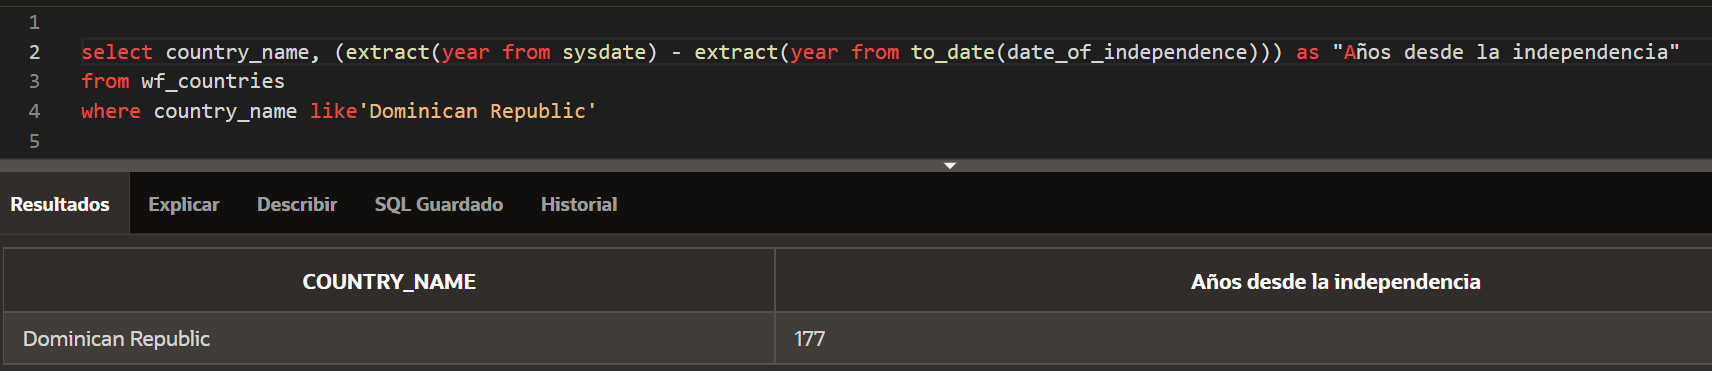 1
2 select country_name, (extract(year from sysdate) - extract(year from to_date(date_of_independence))) as "Años desde la independencia"
3 from wf_countries
4 where country_name like'Dominican Republic'
5
Resultados Explicar Describir SQL Guardado Historial
COUNTRY_NAME Años desde la independencia
Dominican Republic 177